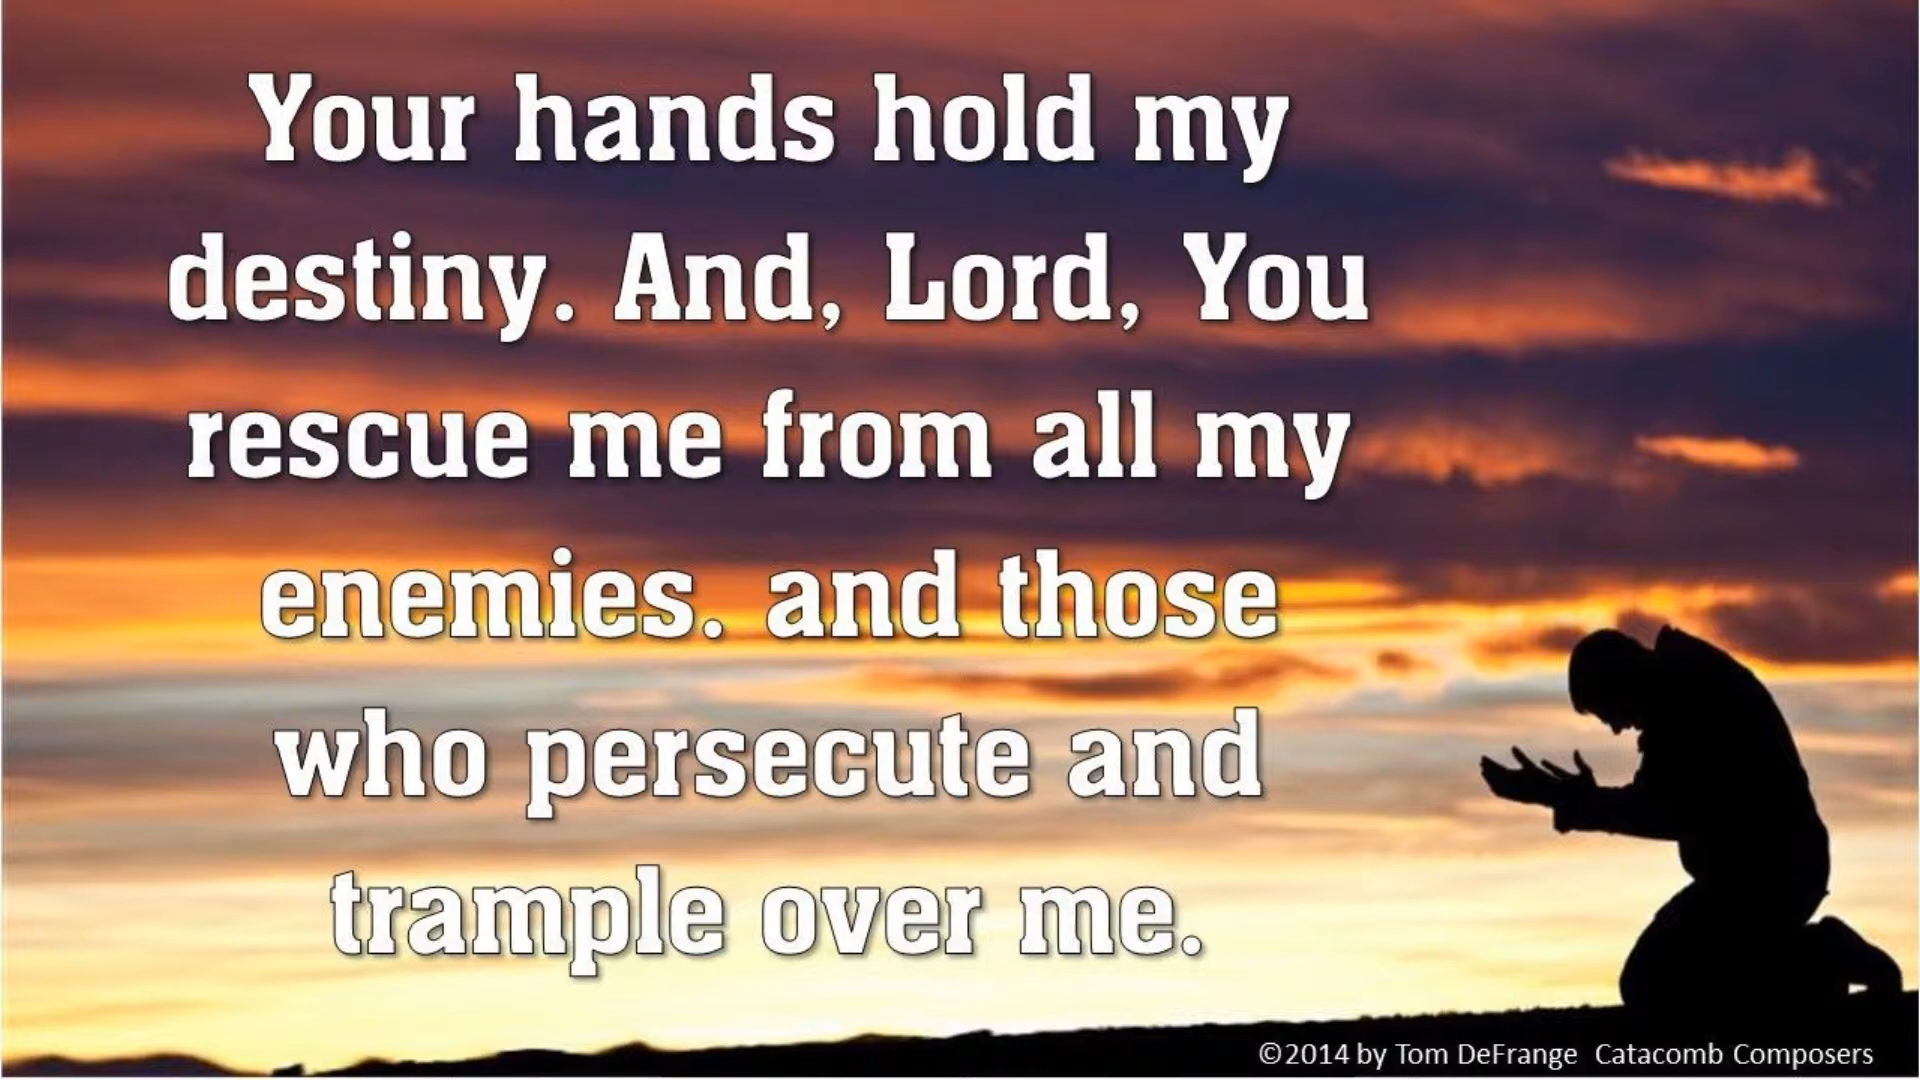 Your hands hold my
destiny. And, Lord, You
rescue me from all my
enemies. and those
who persecute and
trample over me.
©2014 by Tom DeFrange  Catacomb Composers